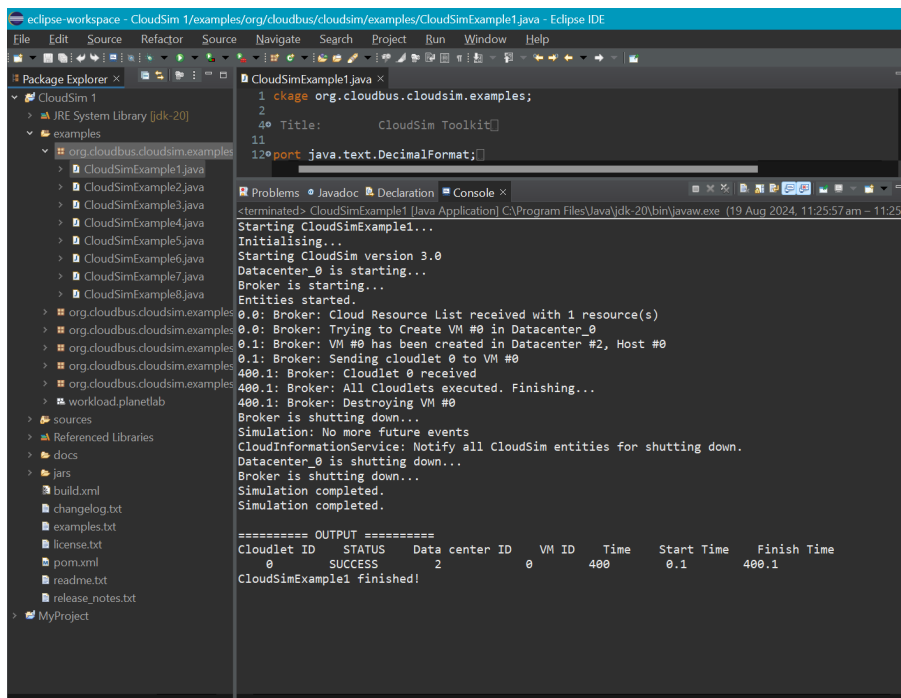 eclipse-workspace - CloudSim 1/examples/org/cloudbus/cloudsim/examples/CloudSimExample1.java - Eclipse IDE
File Edit Source Refactor Source Navigate Search Project Run Window Help
Package Explorer ×
CloudSim 1
JRE System Library [jdk-20]
examples
org.cloudbus.cloudsim.examples
CloudSimExample1.java
CloudSimExample2.java
CloudSimExample3.java
CloudSimExample4.java
CloudSimExample5.java
CloudSimExample6.java
CloudSimExample7.java
CloudSimExample8.java
org.cloudbus.cloudsim.examples
org.cloudbus.cloudsim.examples
org.cloudbus.cloudsim.examples
org.cloudbus.cloudsim.examples
org.cloudbus.cloudsim.examples
workload.planetlab
sources
Referenced Libraries
docs
jars
build.xml
changelog.txt
examples.txt
license.txt
pom.xml
readme.txt
release_notes.txt
MyProject
CloudSimExample1.java ×
1 ckage org.cloudbus.cloudsim.examples;
2
4 Title: CloudSim Toolkit
11
12 port java.text.DecimalFormat;
Problems Javadoc Declaration Console ×
<terminated> CloudSimExample1 [Java Application] C:\Program Files\Java\jdk-20\bin\javaw.exe (19 Aug 2024, 11:25:57 am – 11:25
Starting CloudSimExample1...
Initialising...
Starting CloudSim version 3.0
Datacenter_0 is starting...
Broker is starting...
Entities started.
0.0: Broker: Cloud Resource List received with 1 resource(s)
0.0: Broker: Trying to Create VM #0 in Datacenter_0
0.1: Broker: VM #0 has been created in Datacenter #2, Host #0
0.1: Broker: Sending cloudlet 0 to VM #0
400.1: Broker: Cloudlet 0 received
400.1: Broker: All Cloudlets executed. Finishing...
400.1: Broker: Destroying VM #0
Broker is shutting down...
Simulation: No more future events
CloudInformationService: Notify all CloudSim entities for shutting down.
Datacenter_0 is shutting down...
Broker is shutting down...
Simulation completed.
Simulation completed.
========== OUTPUT ==========
Cloudlet ID STATUS Data center ID VM ID Time Start Time Finish Time
0 SUCCESS 2 0 400 0.1 400.1
CloudSimExample1 finished!